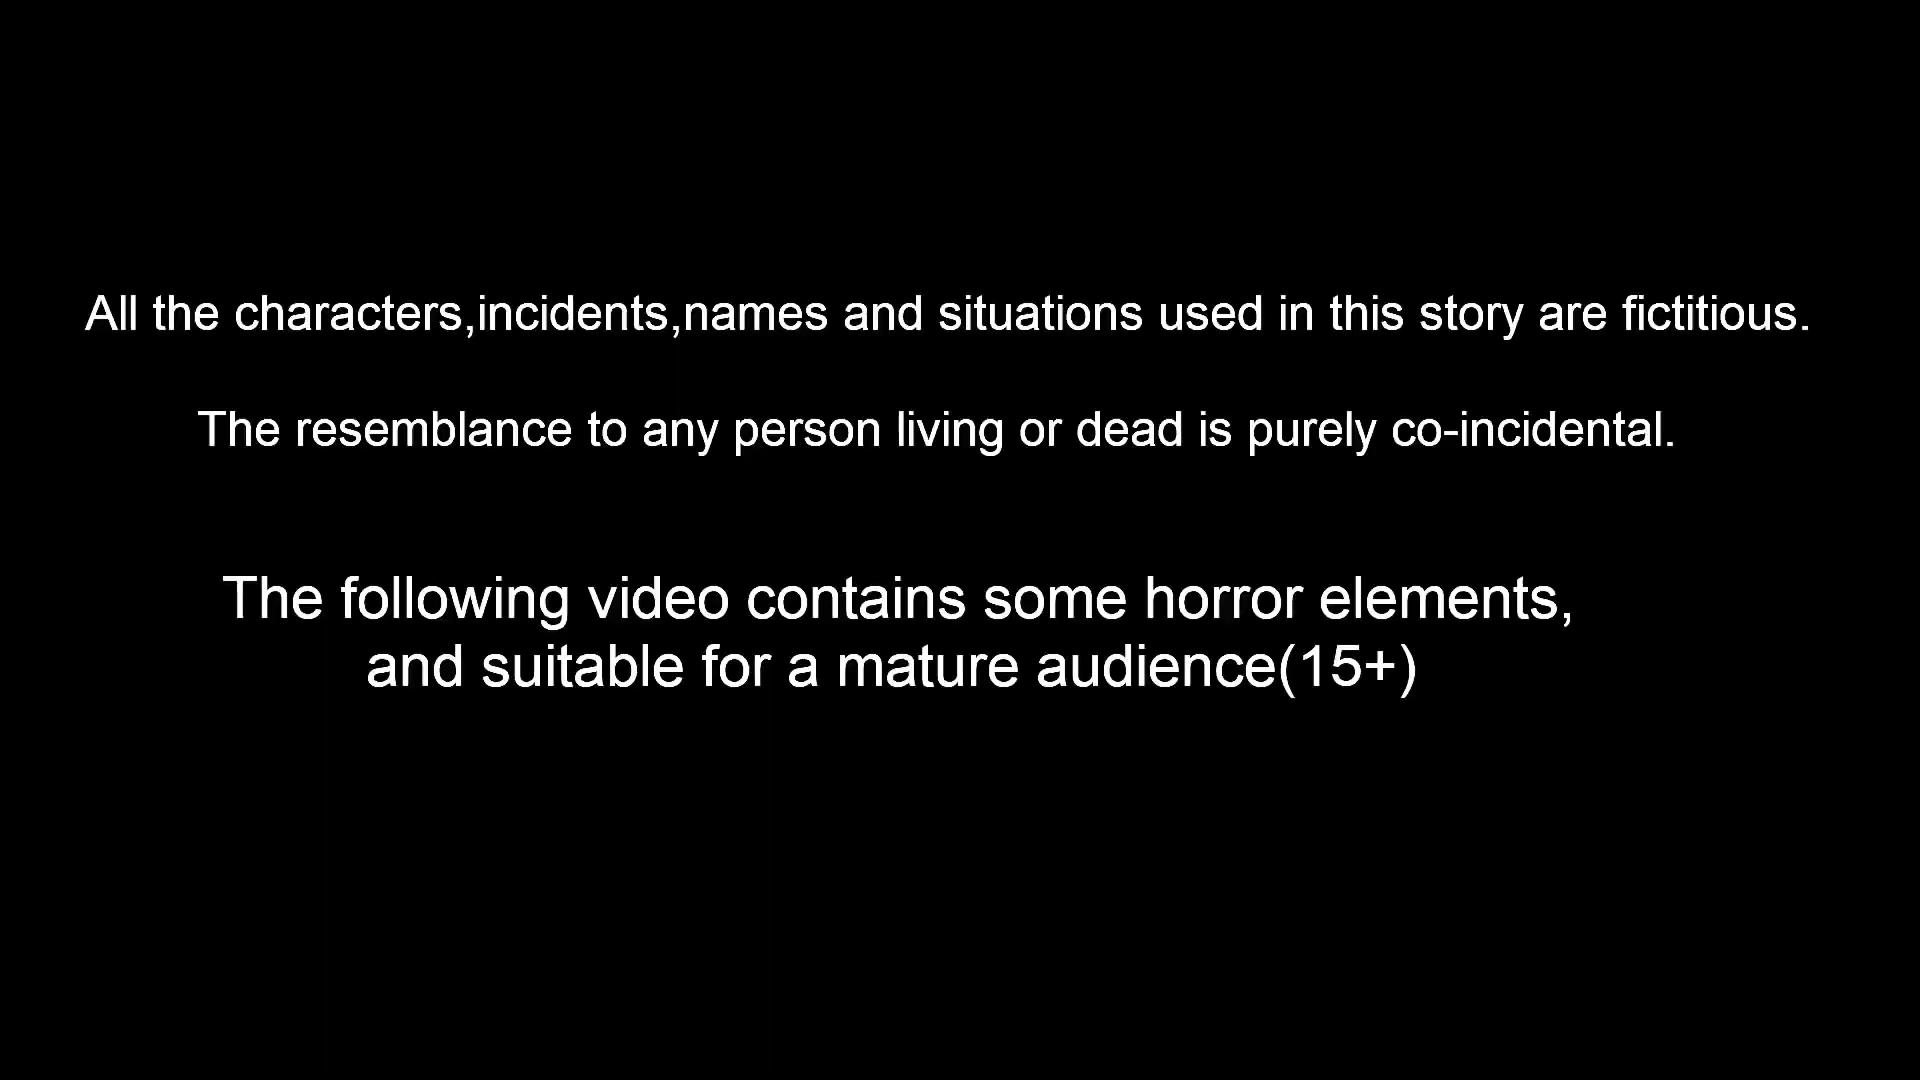 All the characters,incidents,names and situations used in this story are fictitious.
The resemblance to any person living or dead is purely co-incidental.
The following video contains some horror elements,
and suitable for a mature audience(15+)